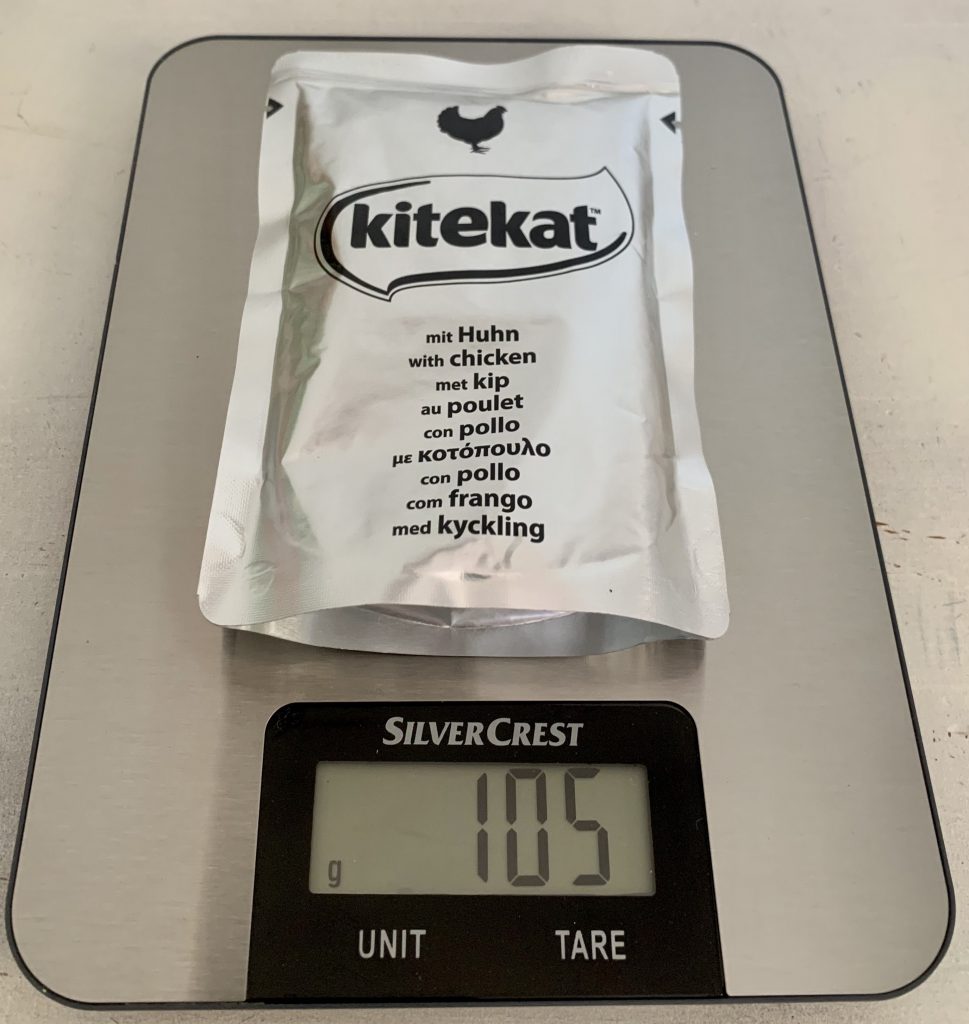 kitekat™
mit Huhn
with chicken
met kip
au poulet
con pollo
με κοτόπουλο
con pollo
com frango
med kyckling
SILVERCREST
105
g
UNIT TARE